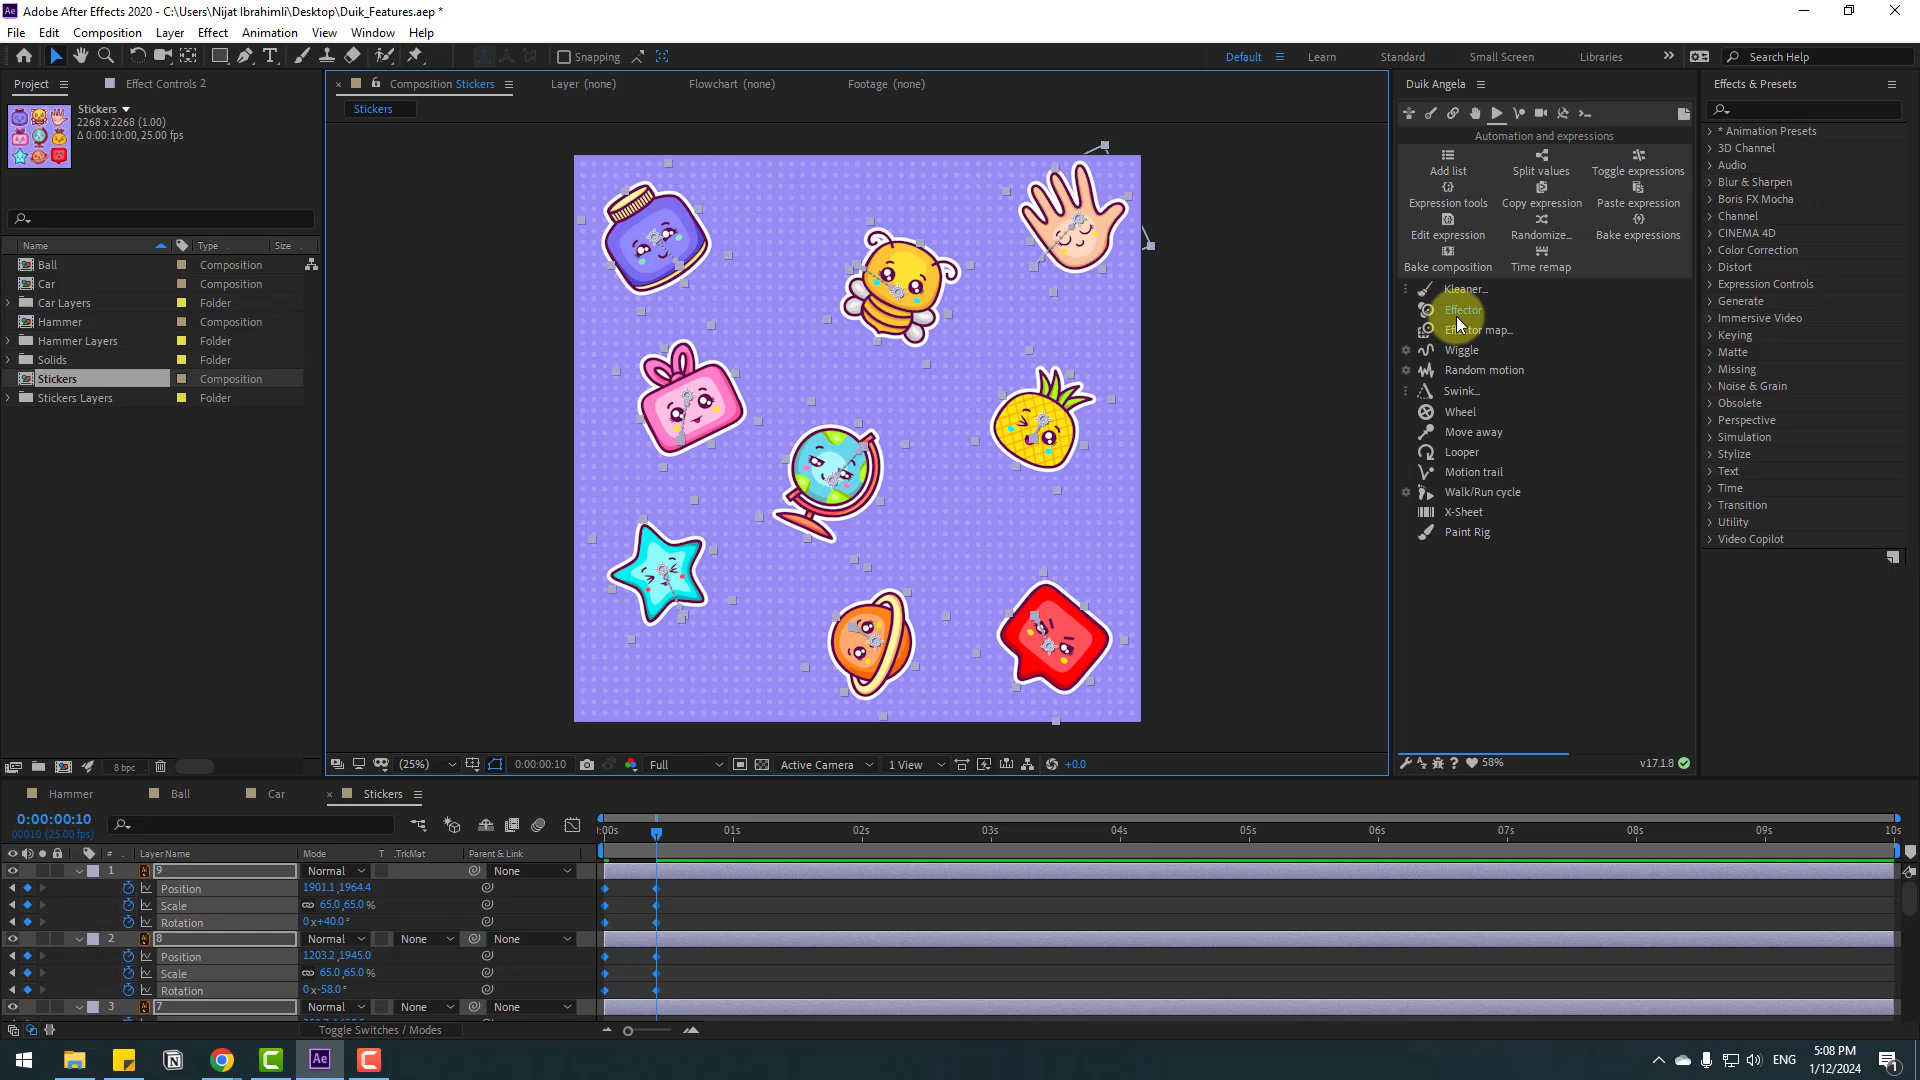 Adobe After Effects 2020 - C:\Users\Nijat Ibrahimli\Desktop\Duik_Features.aep *
File Edit Composition Layer Effect Animation View Window Help
Snapping
Default Learn Standard Small Screen Libraries Search Help
Project Effect Controls 2
Stickers
2268 x 2268 (1.00)
Δ 0:00:10:00, 25.00 fps
Name Type Size
Ball Composition
Car Composition
Car Layers Folder
Hammer Composition
Hammer Layers Folder
Solids Folder
Stickers Composition
Stickers Layers Folder
8 bpc
Composition Stickers Layer (none) Flowchart (none) Footage (none)
Stickers
(25%) 0:00:00:10 Full Active Camera 1 View +0.0
Duik Angela
Automation and expressions
Add list Split values Toggle expressions
Expression tools Copy expression Paste expression
Edit expression Randomize... Bake expressions
Bake composition Time remap
Kleaner...
Effector
Effector map...
Wiggle
Random motion
Swink...
Wheel
Move away
Looper
Motion trail
Walk/Run cycle
X-Sheet
Paint Rig
58% v17.1.8
Effects & Presets
* Animation Presets
3D Channel
Audio
Blur & Sharpen
Boris FX Mocha
Channel
CINEMA 4D
Color Correction
Distort
Expression Controls
Generate
Immersive Video
Keying
Matte
Missing
Noise & Grain
Obsolete
Perspective
Simulation
Stylize
Text
Time
Transition
Utility
Video Copilot
Hammer Ball Car Stickers
0:00:00:10
00010 (25.00 fps)
:00s 01s 02s 03s 04s 05s 06s 07s 08s 09s 10s
# Layer Name Mode T .TrkMat Parent & Link
1 9 Normal None
Position 1901.1,1964.4
Scale 65.0,65.0 %
Rotation 0 x+40.0 °
2 8 Normal None None
Position 1203.2,1945.0
Scale 65.0,65.0 %
Rotation 0 x-58.0 °
3 7 Normal None None
Toggle Switches / Modes
Ae ENG 5:08 PM
1/12/2024
1